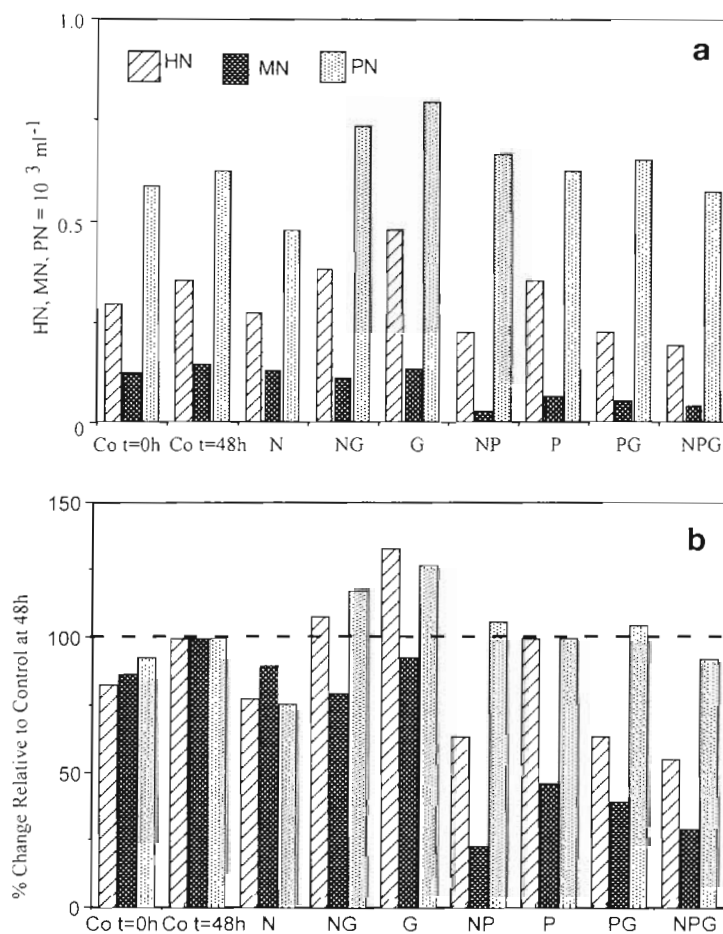 1.0
a
HN MN PN
HN, MN, PN = 10 3 ml-1
0.5
0
Co t=0h Co t=48h N NG G NP P PG NPG
150
b
% Change Relative to Control at 48h
100
50
0
Co t=0h Co t=48h N NG G NP P PG NPG